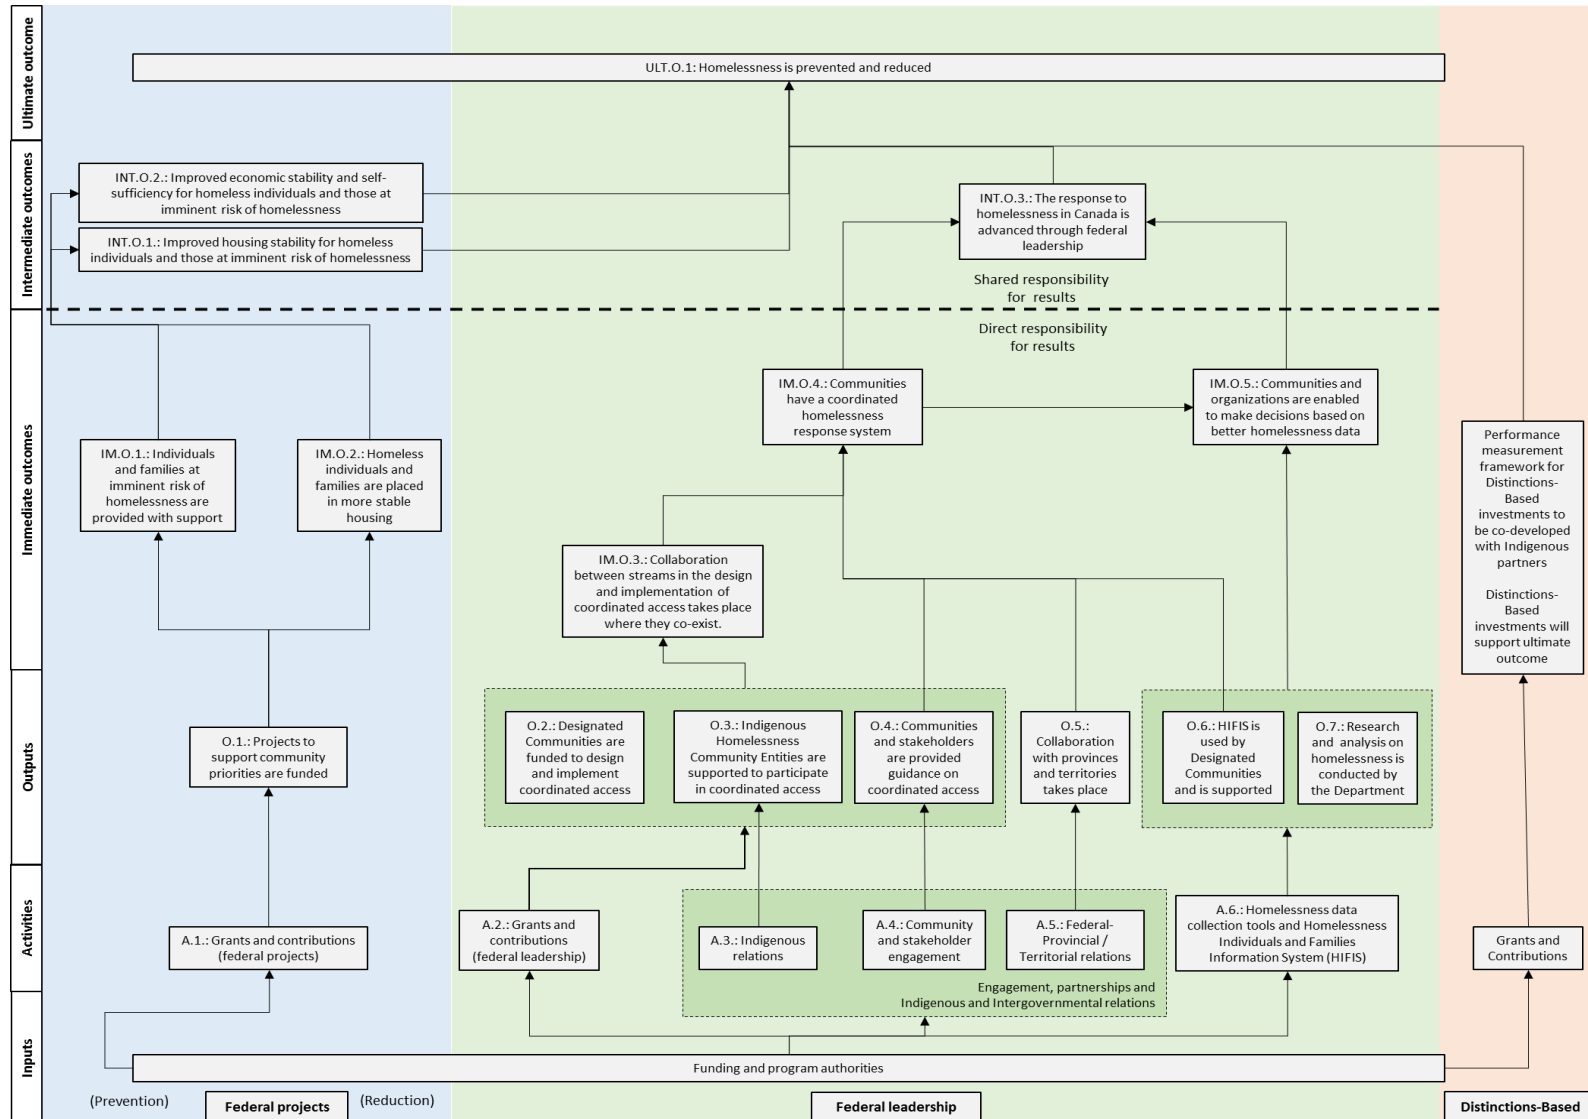 Ultimate outcome
ULT.O.1: Homelessness is prevented and reduced
Intermediate outcomes
INT.O.2.: Improved economic stability and self-
sufficiency for homeless individuals and those at
imminent risk of homelessness
INT.O.1.: Improved housing stability for homeless
individuals and those at imminent risk of homelessness
INT.O.3.: The response to
homelessness in Canada is
advanced through federal
leadership
Shared responsibility
for results
Direct responsibility
for results
Immediate outcomes
IM.O.1.: Individuals
and families at
imminent risk of
homelessness are
provided with support
IM.O.2.: Homeless
individuals and
families are placed
in more stable
housing
IM.O.4.: Communities
have a coordinated
homelessness
response system
IM.O.5.: Communities and
organizations are enabled
to make decisions based on
better homelessness data
IM.O.3.: Collaboration
between streams in the design
and implementation of
coordinated access takes place
where they co-exist.
Performance
measurement
framework for
Distinctions-
Based
investments to
be co-developed
with Indigenous
partners
Distinctions-
Based
investments will
support ultimate
outcome
Outputs
O.1.: Projects to
support community
priorities are funded
O.2.: Designated
Communities are
funded to design
and implement
coordinated access
O.3.: Indigenous
Homelessness
Community Entities are
supported to participate
in coordinated access
O.4.: Communities
and stakeholders
are provided
guidance on
coordinated access
O.5.:
Collaboration
with provinces
and territories
takes place
O.6.: HIFIS is
used by
Designated
Communities
and is supported
O.7.: Research
and analysis on
homelessness is
conducted by
the Department
Activities
A.1.: Grants and contributions
(federal projects)
A.2.: Grants and
contributions
(federal leadership)
A.3.: Indigenous
relations
A.4.: Community
and stakeholder
engagement
A.5.: Federal-
Provincial /
Territorial relations
Engagement, partnerships and
Indigenous and Intergovernmental relations
A.6.: Homelessness data
collection tools and Homelessness
Individuals and Families
Information System (HIFIS)
Grants and
Contributions
Inputs
Funding and program authorities
(Prevention)
Federal projects
(Reduction)
Federal leadership
Distinctions-Based